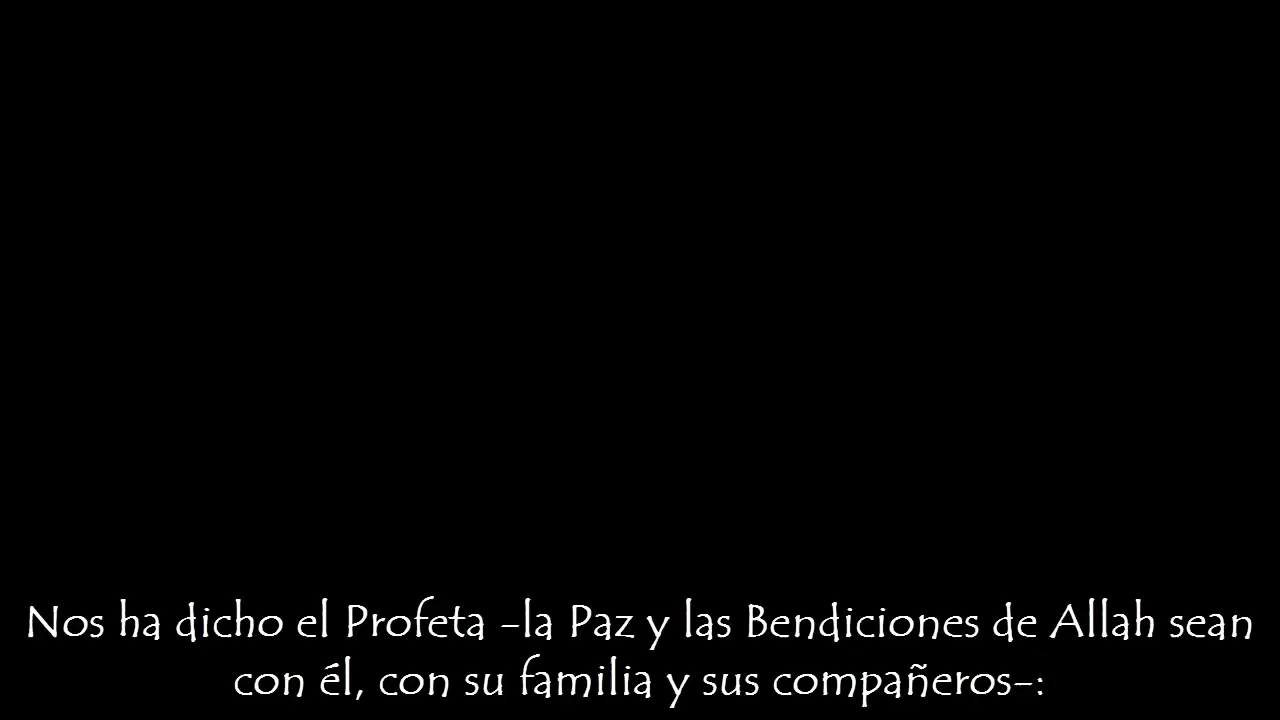 Nos ha dicho el Profeta -la Paz y las Bendiciones de Allah sean
con él, con su familia y sus compañeros-: